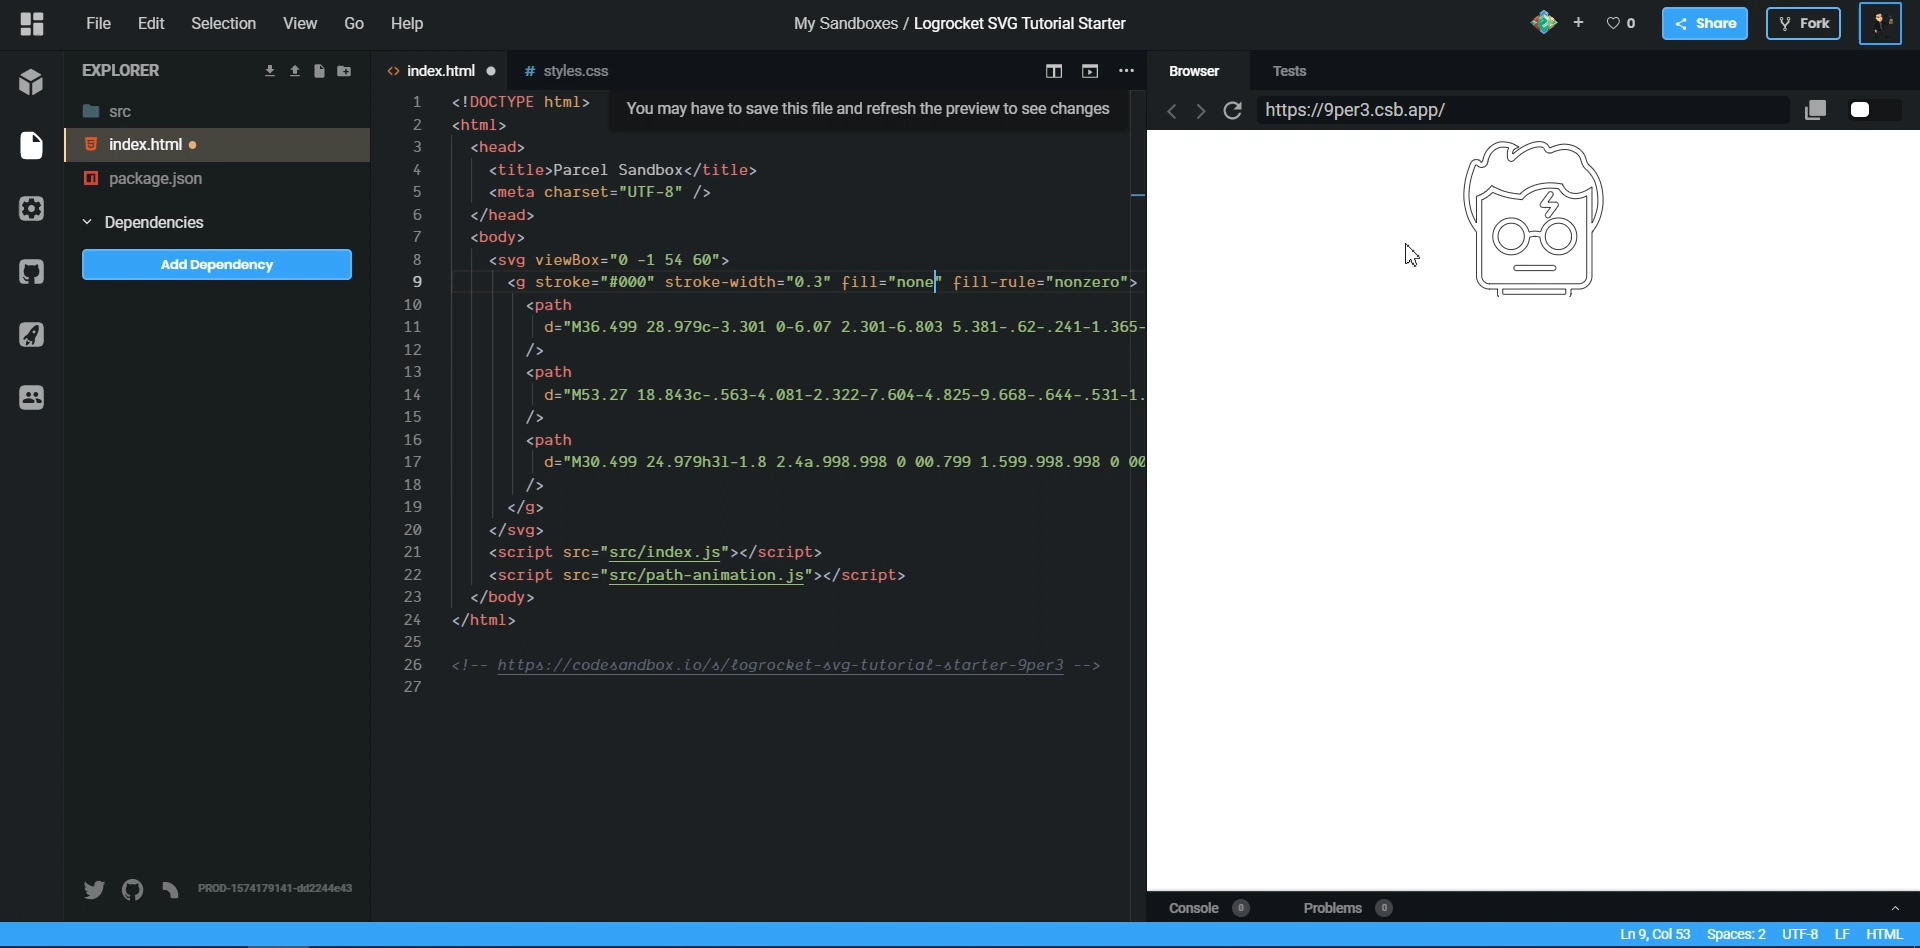 File Edit Selection View Go Help
My Sandboxes / Logrocket SVG Tutorial Starter
+ 0 Share Fork
EXPLORER
src
index.html
package.json
Dependencies
Add Dependency
PROD-1574179141-dd2244e43
<> index.html # styles.css
You may have to save this file and refresh the preview to see changes
1 <!DOCTYPE html>
2 <html>
3 <head>
4 <title>Parcel Sandbox</title>
5 <meta charset="UTF-8" />
6 </head>
7 <body>
8 <svg viewBox="0 -1 54 60">
9 <g stroke="#000" stroke-width="0.3" fill="none" fill-rule="nonzero">
10 <path
11 d="M36.499 28.979c-3.301 0-6.07 2.301-6.803 5.381-.62-.241-1.365-
12 />
13 <path
14 d="M53.27 18.843c-.563-4.081-2.322-7.604-4.825-9.668-.644-.531-1.
15 />
16 <path
17 d="M30.499 24.979h3l-1.8 2.4a.998.998 0 00.799 1.599.998.998 0 00
18 />
19 </g>
20 </svg>
21 <script src="src/index.js"></script>
22 <script src="src/path-animation.js"></script>
23 </body>
24 </html>
25
26 <!-- https://codesandbox.io/s/logrocket-svg-tutorial-starter-9per3 -->
27
Browser Tests
https://9per3.csb.app/
Console 0 Problems 0
Ln 9, Col 53 Spaces: 2 UTF-8 LF HTML